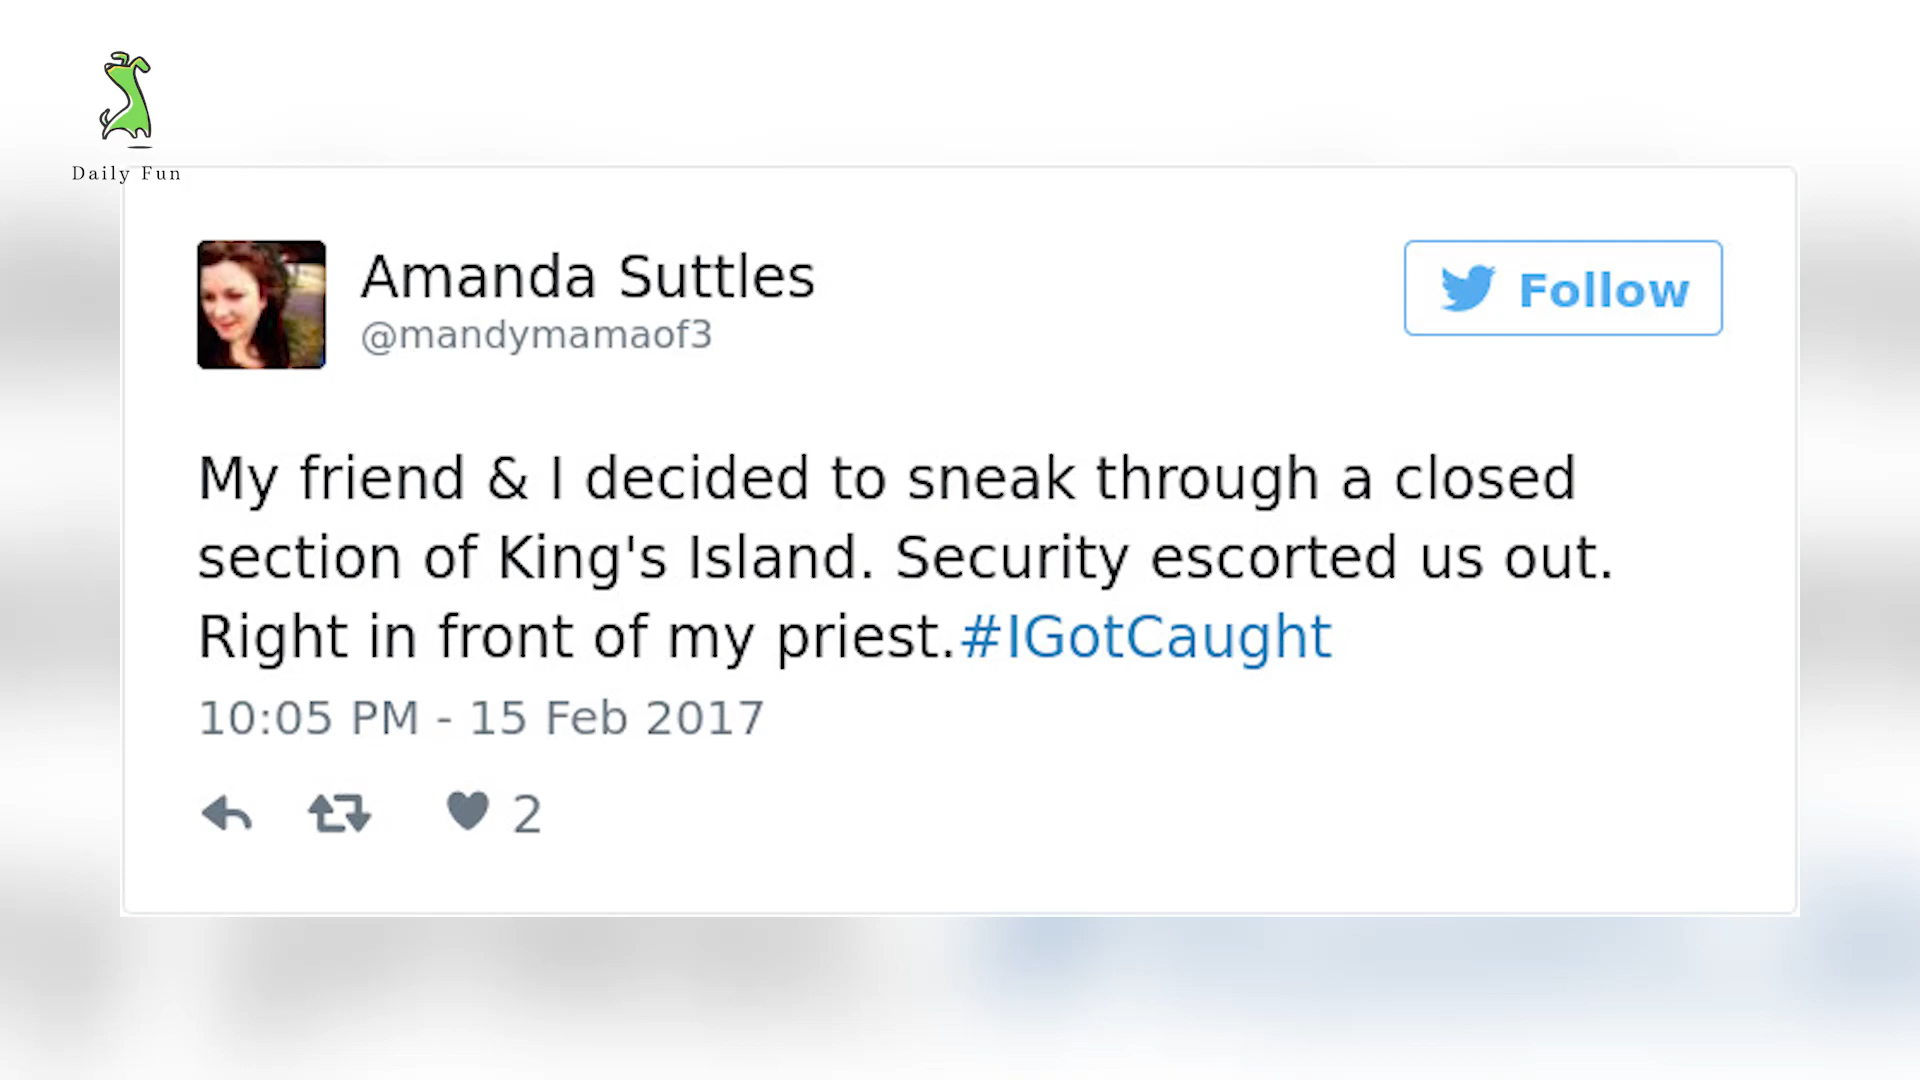 Daily Fun
Amanda Suttles
@mandymamaof3
Follow
My friend & I decided to sneak through a closed
section of King's Island. Security escorted us out.
Right in front of my priest.#IGotCaught
10:05 PM - 15 Feb 2017
2